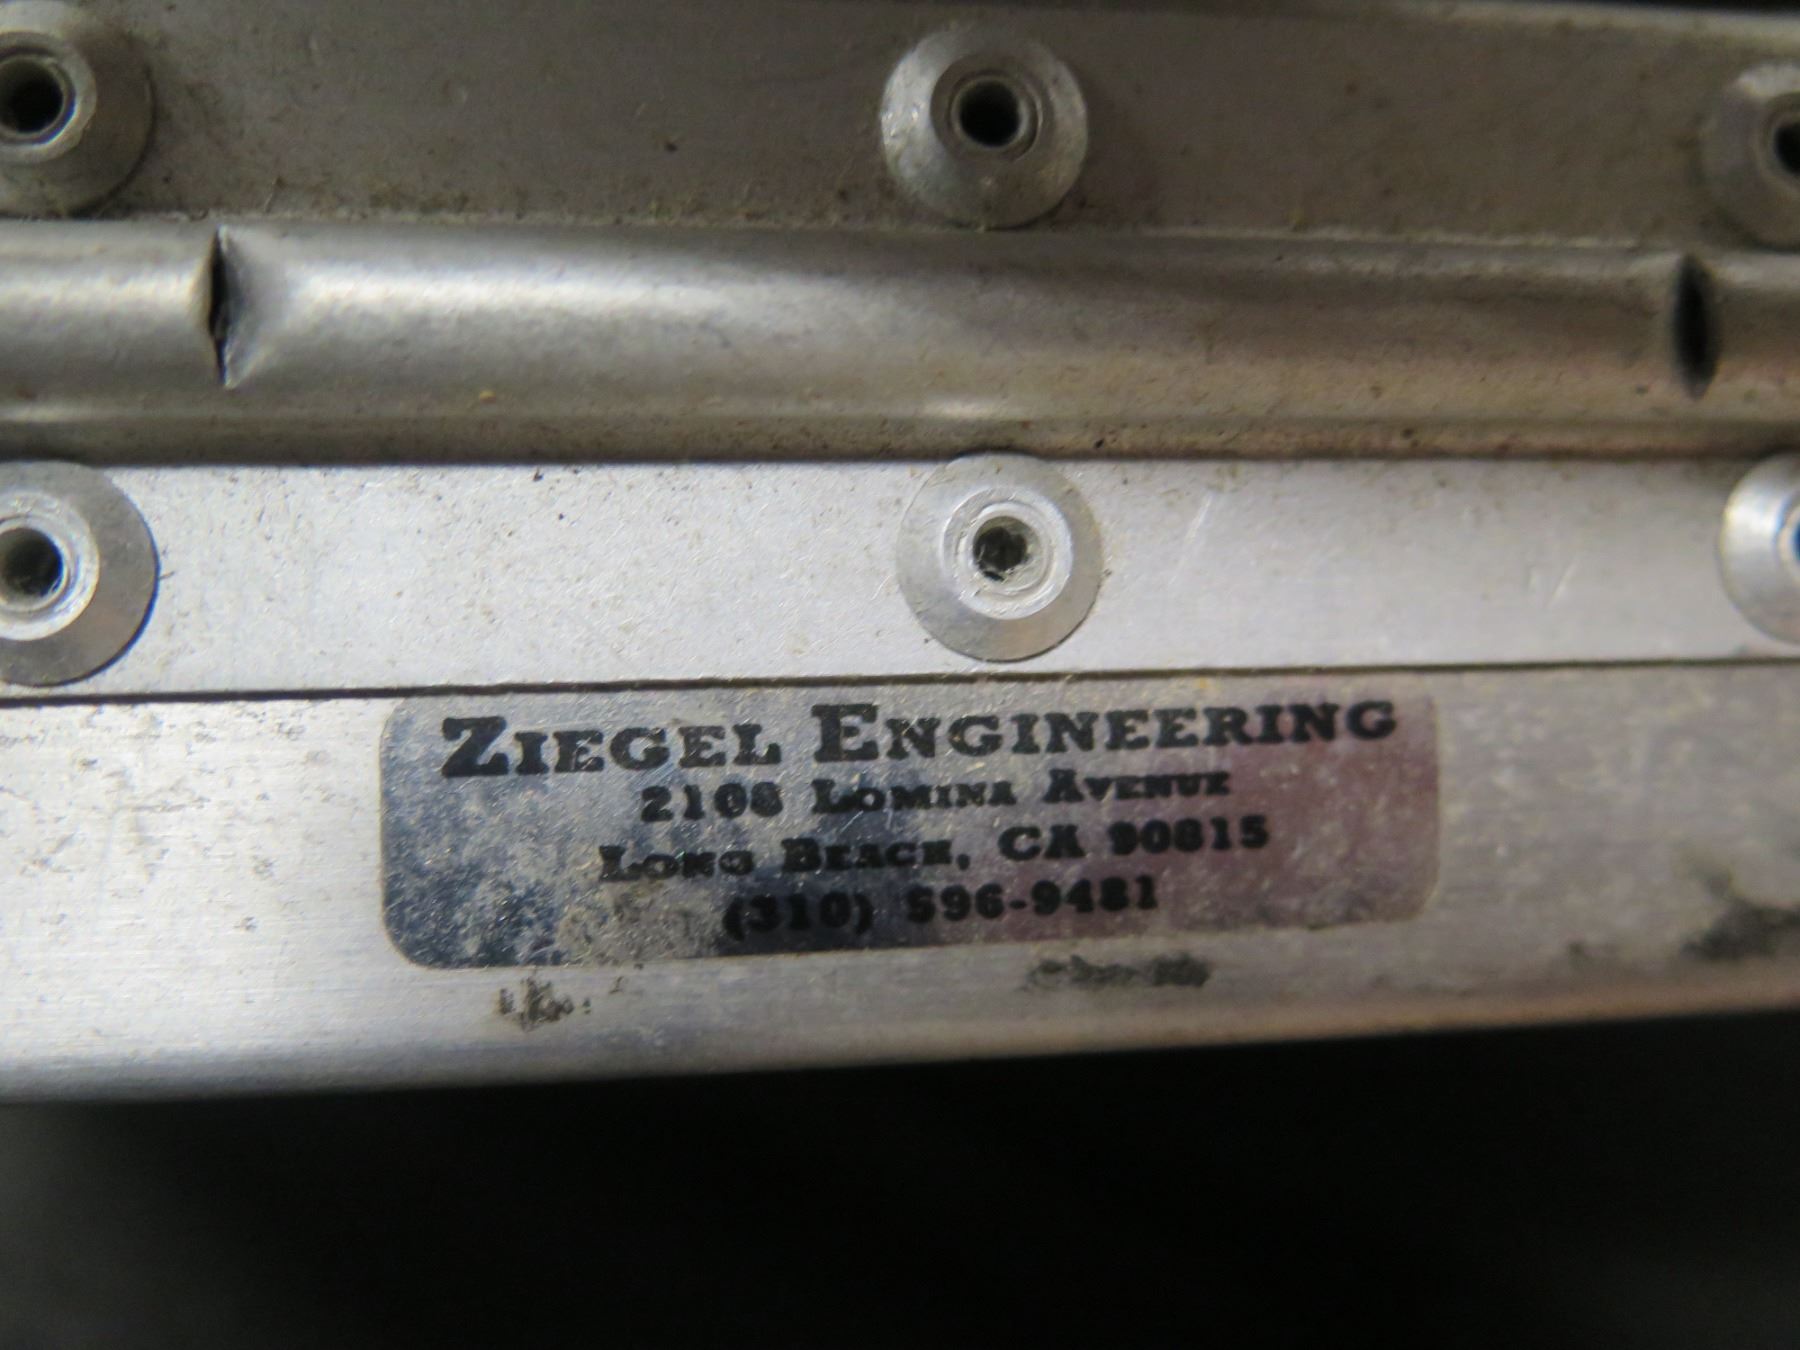 Ziegel Engineering
2108 Lomina Avenue
Long Beach, CA 90815
(310) 596-9481